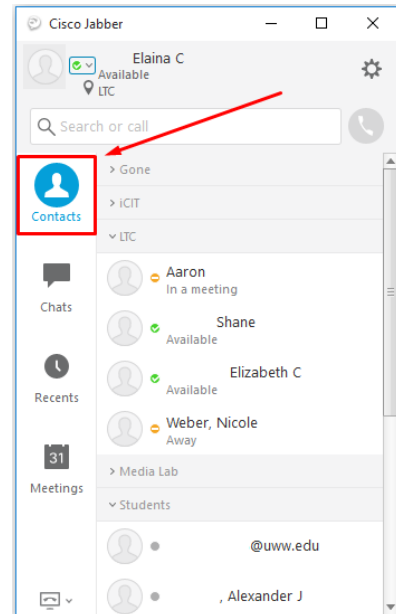 Cisco Jabber
Elaina C
Available
LTC
Search or call
Contacts
Chats
Recents
31
Meetings
Gone
iCIT
LTC
Aaron
In a meeting
Shane
Available
Elizabeth C
Available
Weber, Nicole
Away
Media Lab
Students
@uww.edu
, Alexander J